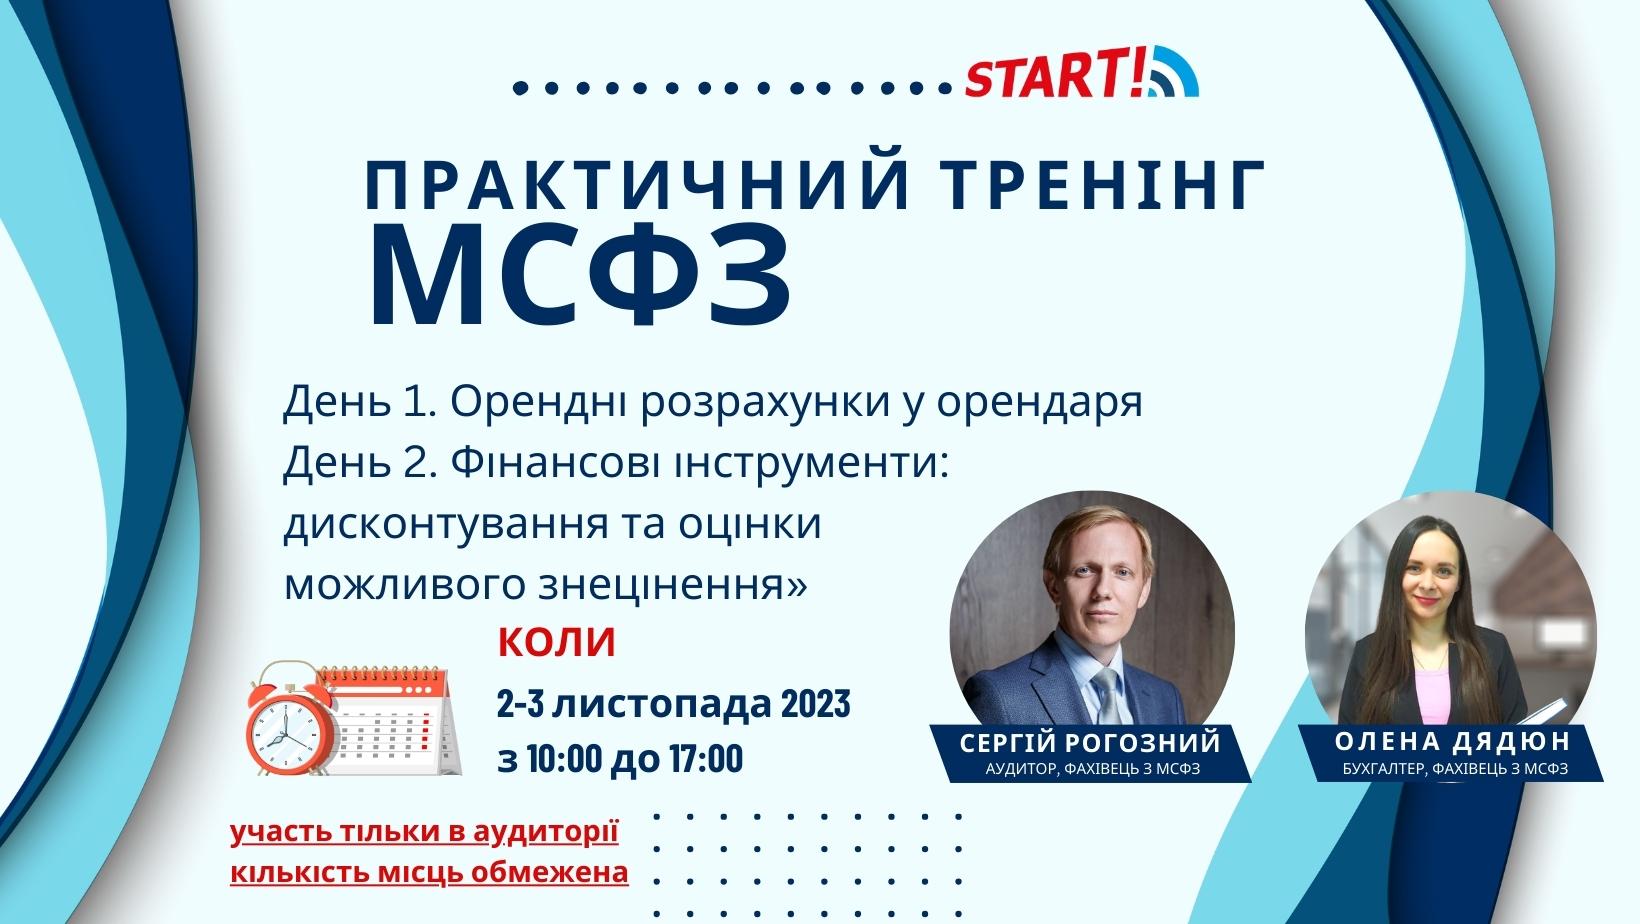 START!
ПРАКТИЧНИЙ ТРЕНІНГ
МСФЗ
День 1. Орендні розрахунки у орендаря
День 2. Фінансові інструменти:
дисконтування та оцінки
можливого знецінення»
КОЛИ
2-3 листопада 2023
з 10:00 до 17:00
СЕРГІЙ РОГОЗНИЙ
АУДИТОР, ФАХІВЕЦЬ З МСФЗ
ОЛЕНА ДЯДЮН
БУХГАЛТЕР, ФАХІВЕЦЬ З МСФЗ
участь тільки в аудиторії
кількість місць обмежена